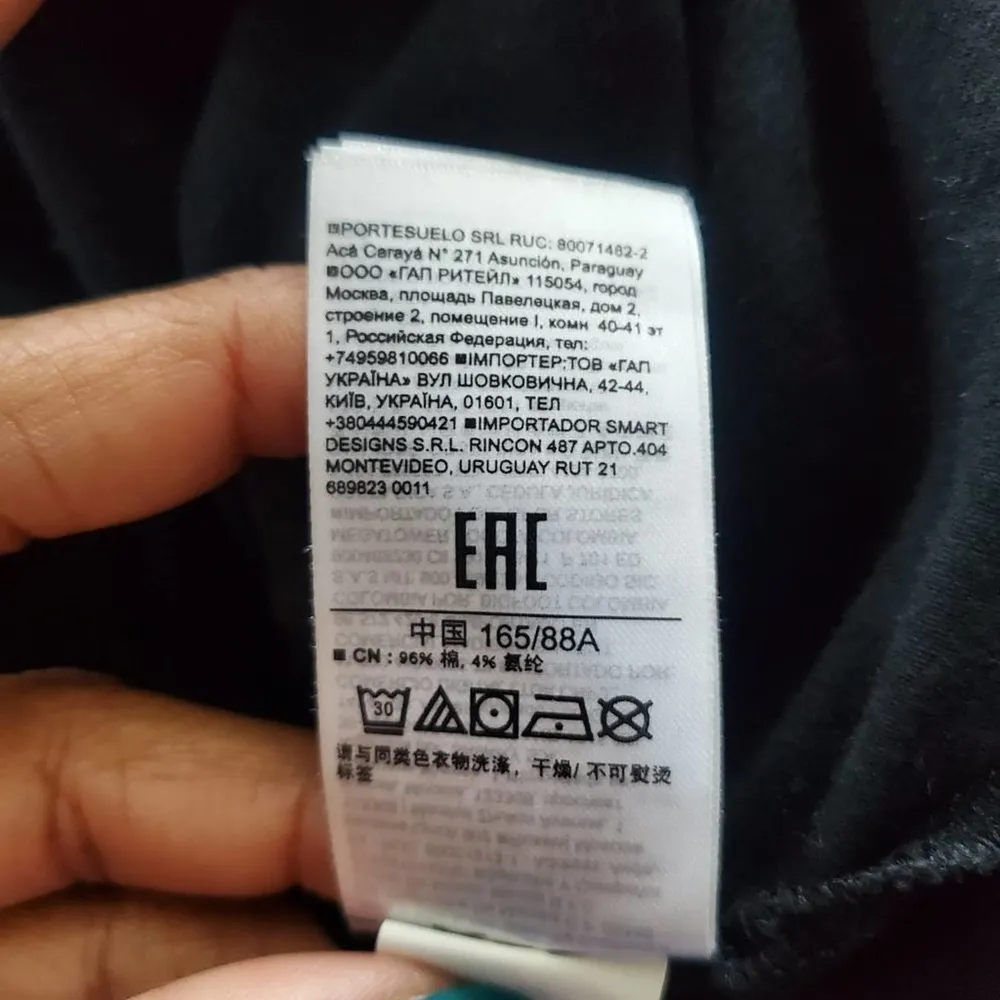 PORTESUELO SRL RUC: 80071482-2
Acá Carayá N° 271 Asunción, Paraguay
■ООО «ГАП РИТЕЙЛ» 115054, город
Москва, площадь Павелецкая, дом 2,
строение 2, помещение I, комн 40-41 эт
1, Российская Федерация, тел:
+74959810066 ■ІМПОРТЕР:ТОВ «ГАП
УКРАЇНА» ВУЛ ШОВКОВИЧНА, 42-44,
КИЇВ, УКРАЇНА, 01601, ТЕЛ
+380444590421 ■IMPORTADOR SMART
DESIGNS S.R.L. RINCON 487 APTO.404
MONTEVIDEO, URUGUAY RUT 21
689823 0011
EAC
中国 165/88A
■ CN : 96% 棉, 4% 氨纶
30
请与同类色衣物洗涤, 干燥/ 不可熨烫
标签